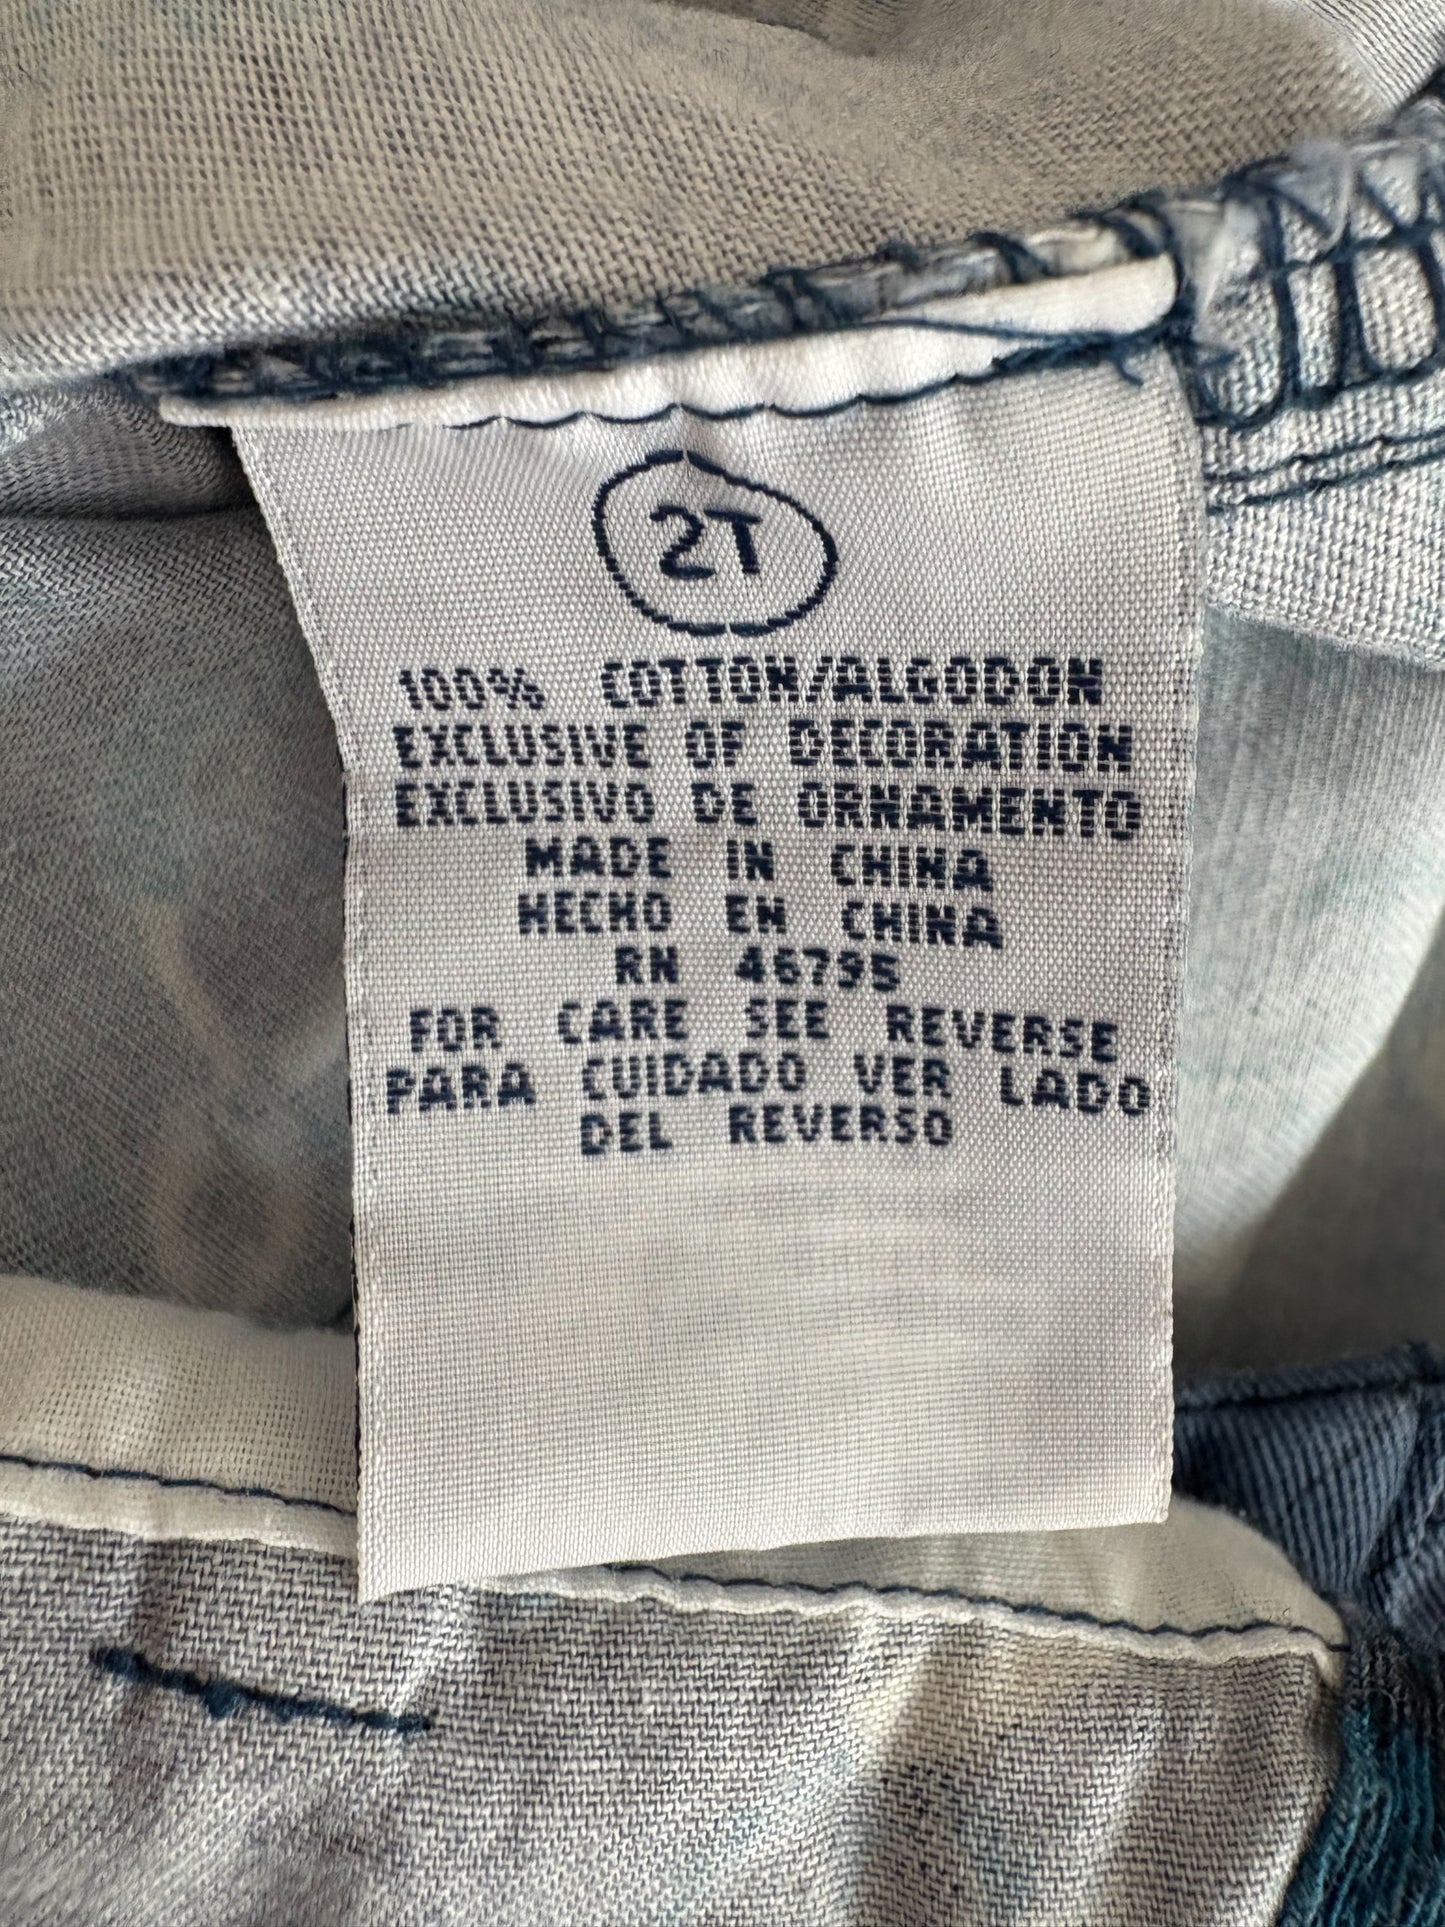 2T
100% COTTON/ALGODON
EXCLUSIVE OF DECORATION
EXCLUSIVO DE ORNAMENTO
MADE IN CHINA
HECHO EN CHINA
RN 46795
FOR CARE SEE REVERSE
PARA CUIDADO VER LADO
DEL REVERSO